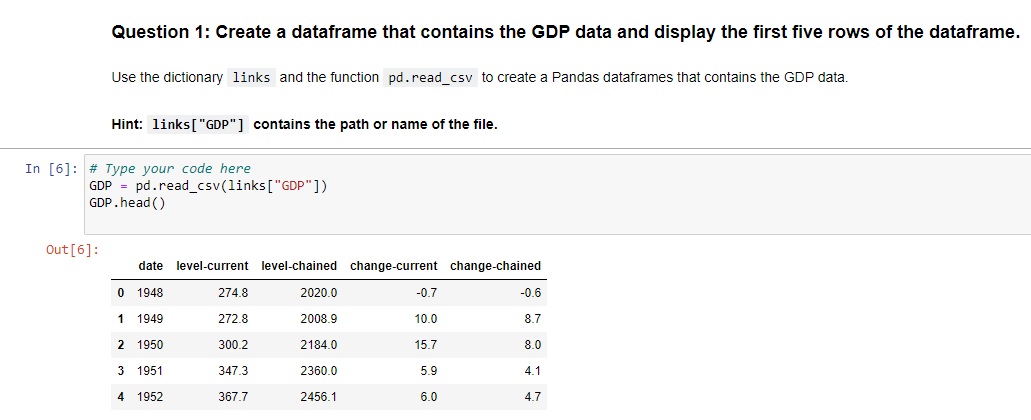 Question 1: Create a dataframe that contains the GDP data and display the first five rows of the dataframe.
Use the dictionary links and the function pd.read_csv to create a Pandas dataframes that contains the GDP data.
Hint: links["GDP"] contains the path or name of the file.
In [6]: # Type your code here
GDP = pd.read_csv(links["GDP"])
GDP.head()
Out[6]:
date level-current level-chained change-current change-chained
0 1948 274.8 2020.0 -0.7 -0.6
1 1949 272.8 2008.9 10.0 8.7
2 1950 300.2 2184.0 15.7 8.0
3 1951 347.3 2360.0 5.9 4.1
4 1952 367.7 2456.1 6.0 4.7